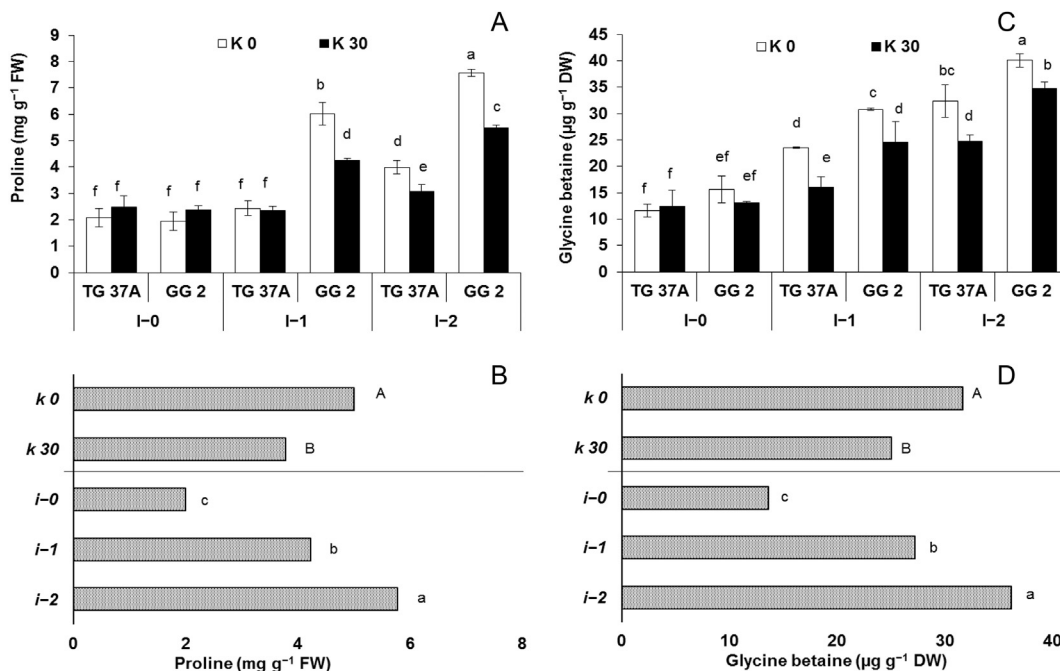 A
Proline (mg g⁻¹ FW)
9
8
7
6
5
4
3
2
1
0
K 0 K 30
f f f f f f b d d e a c
TG 37A GG 2 TG 37A GG 2 TG 37A GG 2
I−0 I−1 I−2
C
Glycine betaine (µg g⁻¹ DW)
45
40
35
30
25
20
15
10
5
0
K 0 K 30
f f ef ef d e c d bc d a b
TG 37A GG 2 TG 37A GG 2 TG 37A GG 2
I−0 I−1 I−2
B
k 0 A
k 30 B
i−0 c
i−1 b
i−2 a
0 2 4 6 8
Proline (mg g⁻¹ FW)
D
k 0 A
k 30 B
i−0 c
i−1 b
i−2 a
0 10 20 30 40
Glycine betaine (µg g⁻¹ DW)